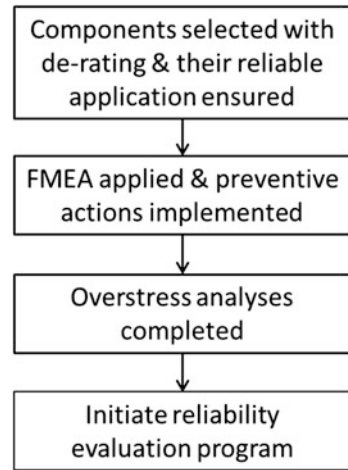 Components selected with
de-rating & their reliable
application ensured
FMEA applied & preventive
actions implemented
Overstress analyses
completed
Initiate reliability
evaluation program